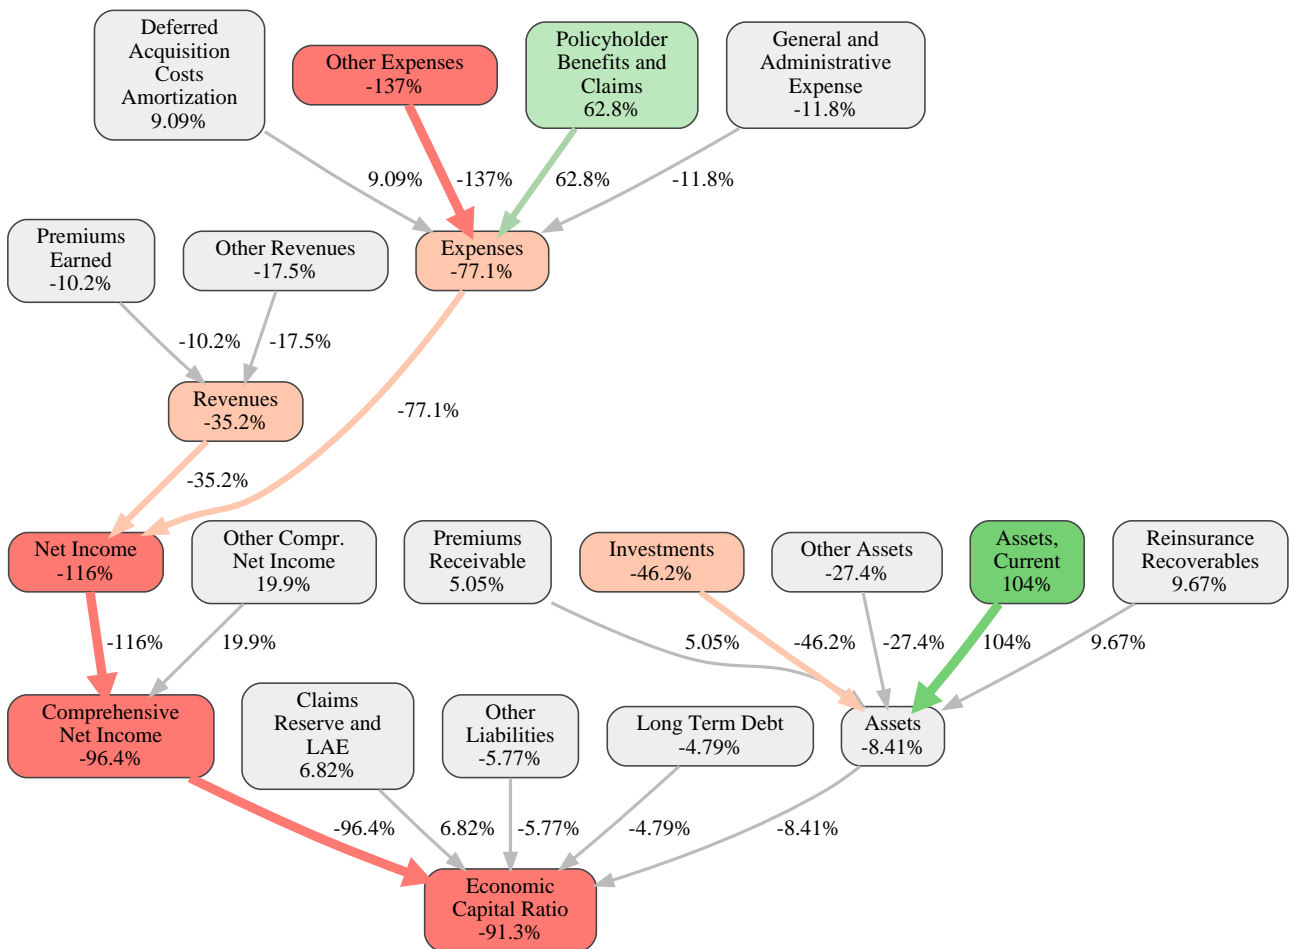 Deferred
Acquisition
Costs
Amortization
9.09%
Other Expenses
-137%
Policyholder
Benefits and
Claims
62.8%
General and
Administrative
Expense
-11.8%
9.09%
-137%
62.8%
-11.8%
Premiums
Earned
-10.2%
Other Revenues
-17.5%
Expenses
-77.1%
-10.2%
-17.5%
Revenues
-35.2%
-77.1%
-35.2%
Net Income
-116%
Other Compr.
Net Income
19.9%
Premiums
Receivable
5.05%
Investments
-46.2%
Other Assets
-27.4%
Assets,
Current
104%
Reinsurance
Recoverables
9.67%
-116%
19.9%
5.05%
-46.2%
-27.4%
104%
9.67%
Comprehensive
Net Income
-96.4%
Claims
Reserve and
LAE
6.82%
Other
Liabilities
-5.77%
Long Term Debt
-4.79%
Assets
-8.41%
-96.4%
6.82%
-5.77%
-4.79%
-8.41%
Economic
Capital Ratio
-91.3%